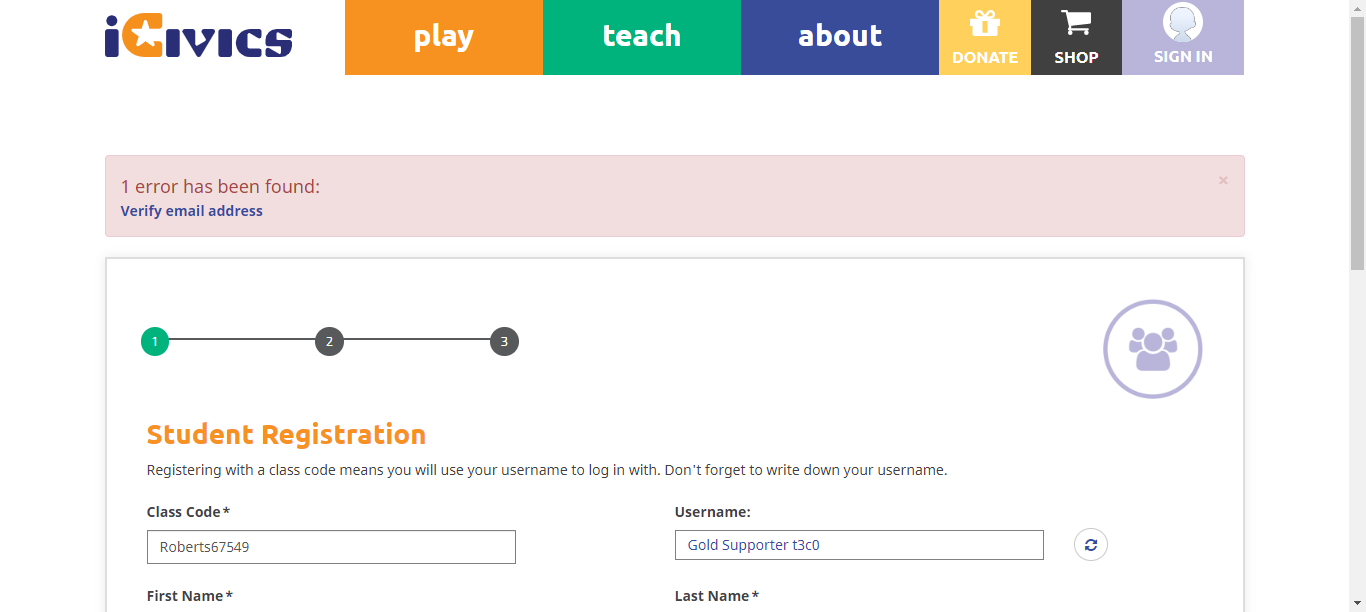 iCivics
play
teach
about
DONATE
SHOP
SIGN IN
1 error has been found:
×
Verify email address
1
2
3
Student Registration
Registering with a class code means you will use your username to log in with. Don't forget to write down your username.
Class Code*
Username:
Roberts67549
Gold Supporter t3c0
First Name*
Last Name*